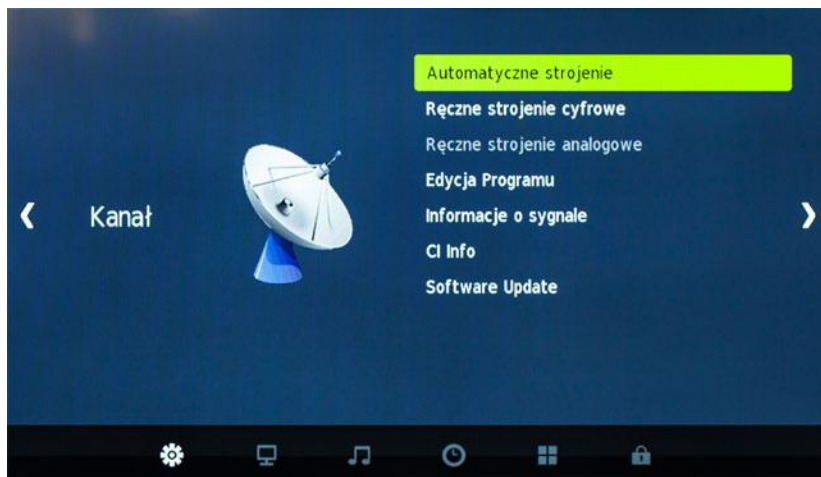 Automatyczne strojenie
Ręczne strojenie cyfrowe
Ręczne strojenie analogowe
Edycja Programu
Kanał
Informacje o sygnale
CI Info
Software Update